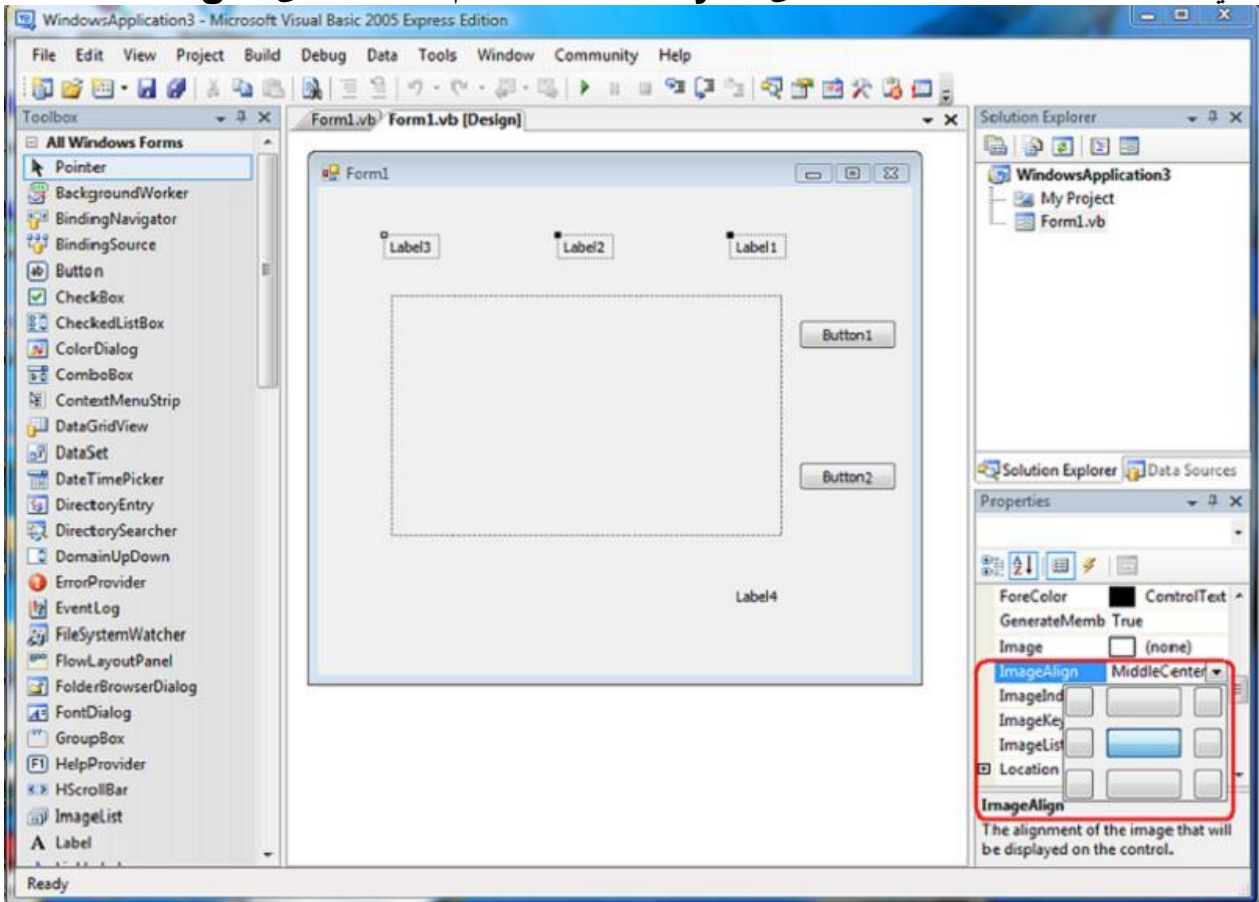 WindowsApplication3 - Microsoft Visual Basic 2005 Express Edition
File Edit View Project Build Debug Data Tools Window Community Help
Toolbox
All Windows Forms
Pointer
BackgroundWorker
BindingNavigator
BindingSource
Button
CheckBox
CheckedListBox
ColorDialog
ComboBox
ContextMenuStrip
DataGridView
DataSet
DateTimePicker
DirectoryEntry
DirectorySearcher
DomainUpDown
ErrorProvider
EventLog
FileSystemWatcher
FlowLayoutPanel
FolderBrowserDialog
FontDialog
GroupBox
HelpProvider
HScrollBar
ImageList
A Label
Form1.vb Form1.vb [Design]
Form1
Label3 Label2 Label1
Button1
Button2
Label4
Solution Explorer
WindowsApplication3
My Project
Form1.vb
Solution Explorer Data Sources
Properties
ForeColor ControlText
GenerateMemb True
Image (none)
ImageAlign MiddleCenter
ImageInd
ImageKey
ImageList
Location
ImageAlign
The alignment of the image that will
be displayed on the control.
Ready